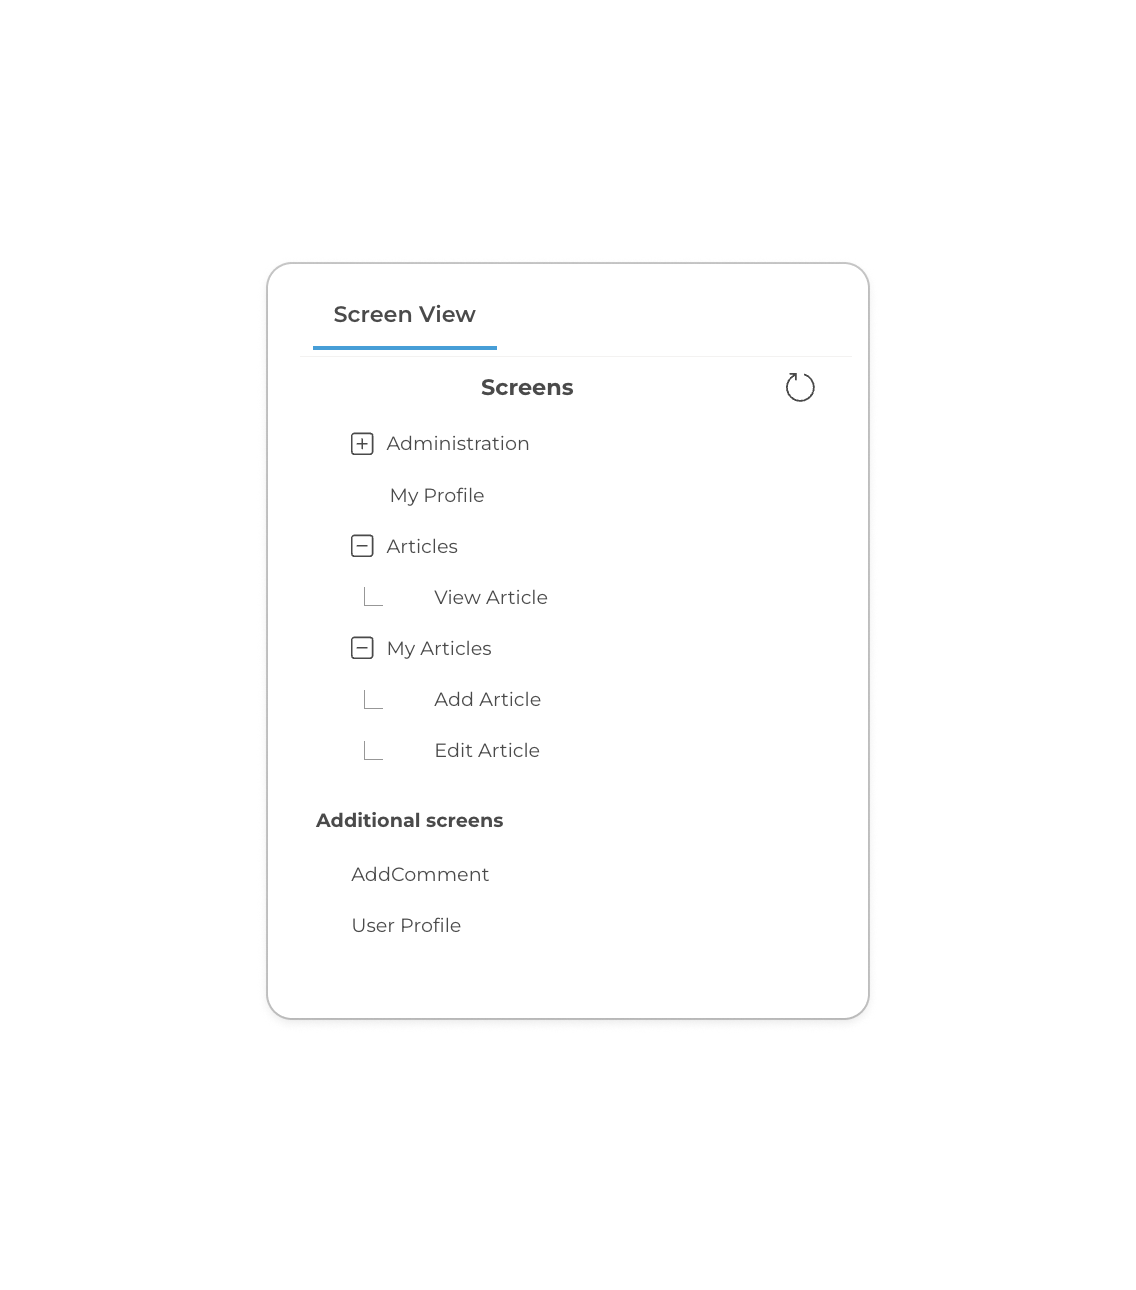 Screen View
Screens
Administration
My Profile
Articles
View Article
My Articles
Add Article
Edit Article
Additional screens
AddComment
User Profile